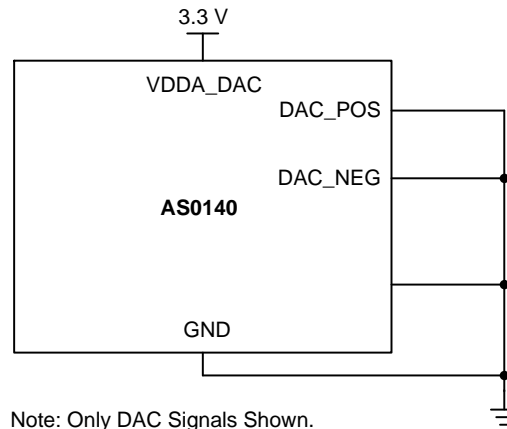 3.3 V
VDDA_DAC
DAC_POS
DAC_NEG
AS0140
GND
Note: Only DAC Signals Shown.